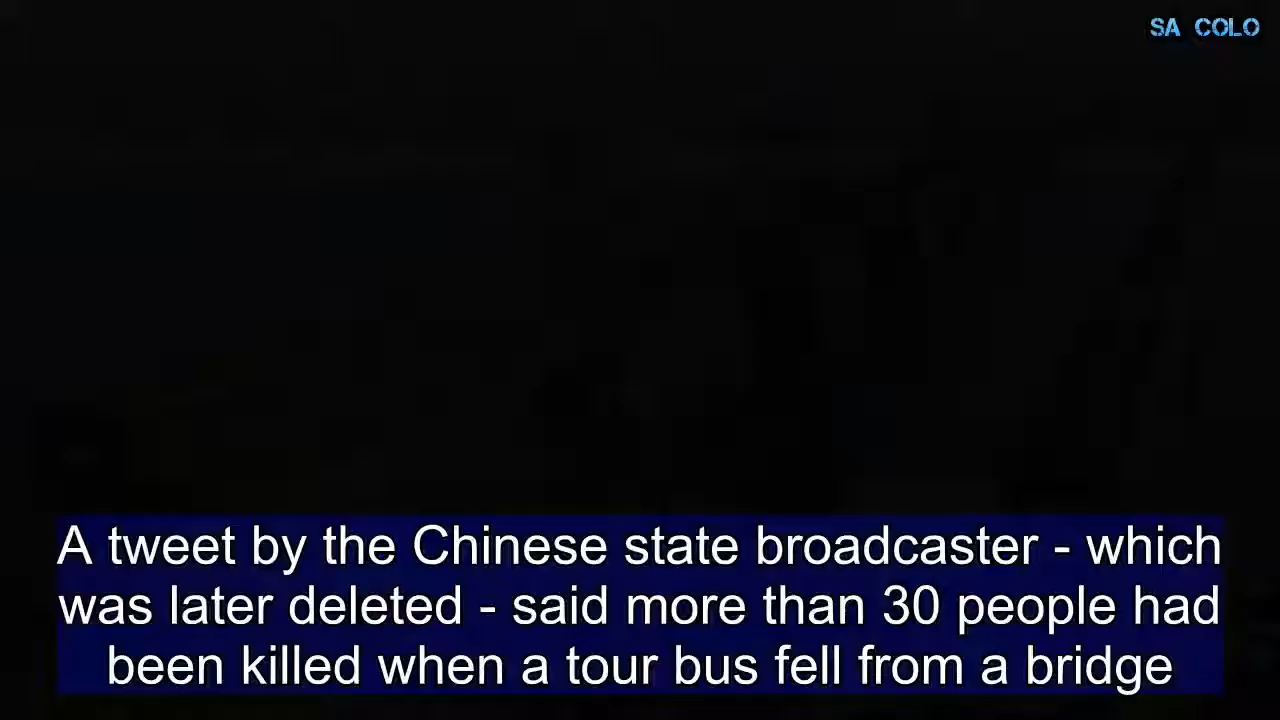 SA COLO
A tweet by the Chinese state broadcaster - which
was later deleted - said more than 30 people had
been killed when a tour bus fell from a bridge